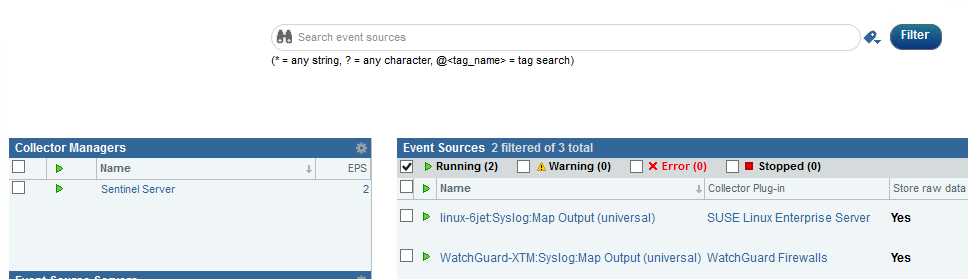 Search event sources
Filter
(* = any string, ? = any character, @<tag_name> = tag search)
Collector Managers
Name EPS
Sentinel Server 2
Event Sources 2 filtered of 3 total
Running (2) Warning (0) Error (0) Stopped (0)
Name Collector Plug-in Store raw data
linux-6jet:Syslog:Map Output (universal) SUSE Linux Enterprise Server Yes
WatchGuard-XTM:Syslog:Map Output (universal) WatchGuard Firewalls Yes
Event Source Servers